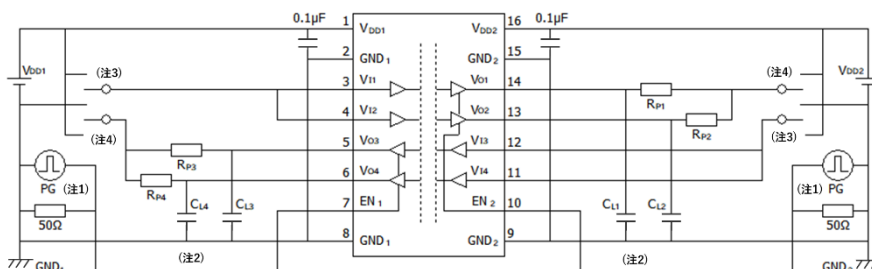 0.1μF 1 VDD1 VDD2 16 0.1μF
2 GND1 GND2 15
VDD1 (注3) 3 VI1 VO1 14 (注4) VDD2
RP1
4 VI2 VO2 13
(注4) RP2 (注3)
5 VO3 VI3 12
RP3
(注1) 6 VO4 VI4 11 (注1)
PG RP4 PG
CL4 CL3 7 EN1 EN2 10 CL1 CL2
50Ω 50Ω
8 GND1 GND2 9
(注2) (注2)
GND